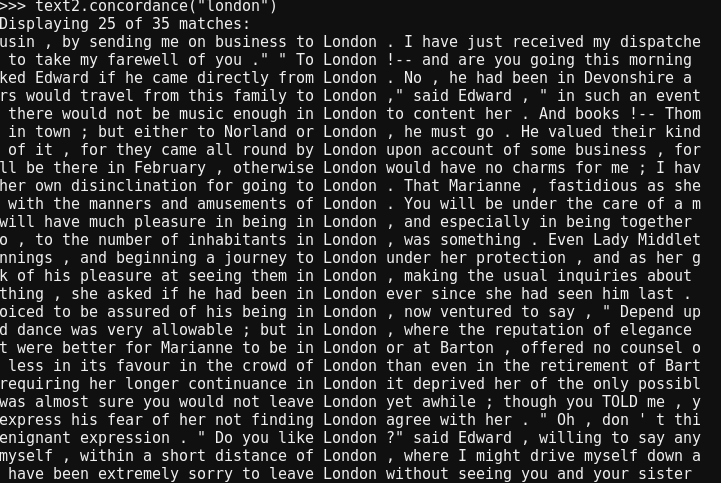 >>> text2.concordance("london")
Displaying 25 of 35 matches:
usin , by sending me on business to London . I have just received my dispatche
 to take my farewell of you ." " To London !-- and are you going this morning
ked Edward if he came directly from London . No , he had been in Devonshire a
rs would travel from this family to London ," said Edward , " in such an event
 there would not be music enough in London to content her . And books !-- Thom
 in town ; but either to Norland or London , he must go . He valued their kind
 of it , for they came all round by London upon account of some business , for
ll be there in February , otherwise London would have no charms for me ; I hav
her own disinclination for going to London . That Marianne , fastidious as she
 with the manners and amusements of London . You will be under the care of a m
will have much pleasure in being in London , and especially in being together
o , to the number of inhabitants in London , was something . Even Lady Middlet
nnings , and beginning a journey to London under her protection , and as her g
k of his pleasure at seeing them in London , making the usual inquiries about
thing , she asked if he had been in London ever since she had seen him last .
oiced to be assured of his being in London , now ventured to say , " Depend up
d dance was very allowable ; but in London , where the reputation of elegance
t were better for Marianne to be in London or at Barton , offered no counsel o
 less in its favour in the crowd of London than even in the retirement of Bart
requiring her longer continuance in London it deprived her of the only possibl
was almost sure you would not leave London yet awhile ; though you TOLD me , y
express his fear of her not finding London agree with her . " Oh , don ' t thi
enignant expression . " Do you like London ?" said Edward , willing to say any
myself , within a short distance of London , where I might drive myself down a
 have been extremely sorry to leave London without seeing you and your sister